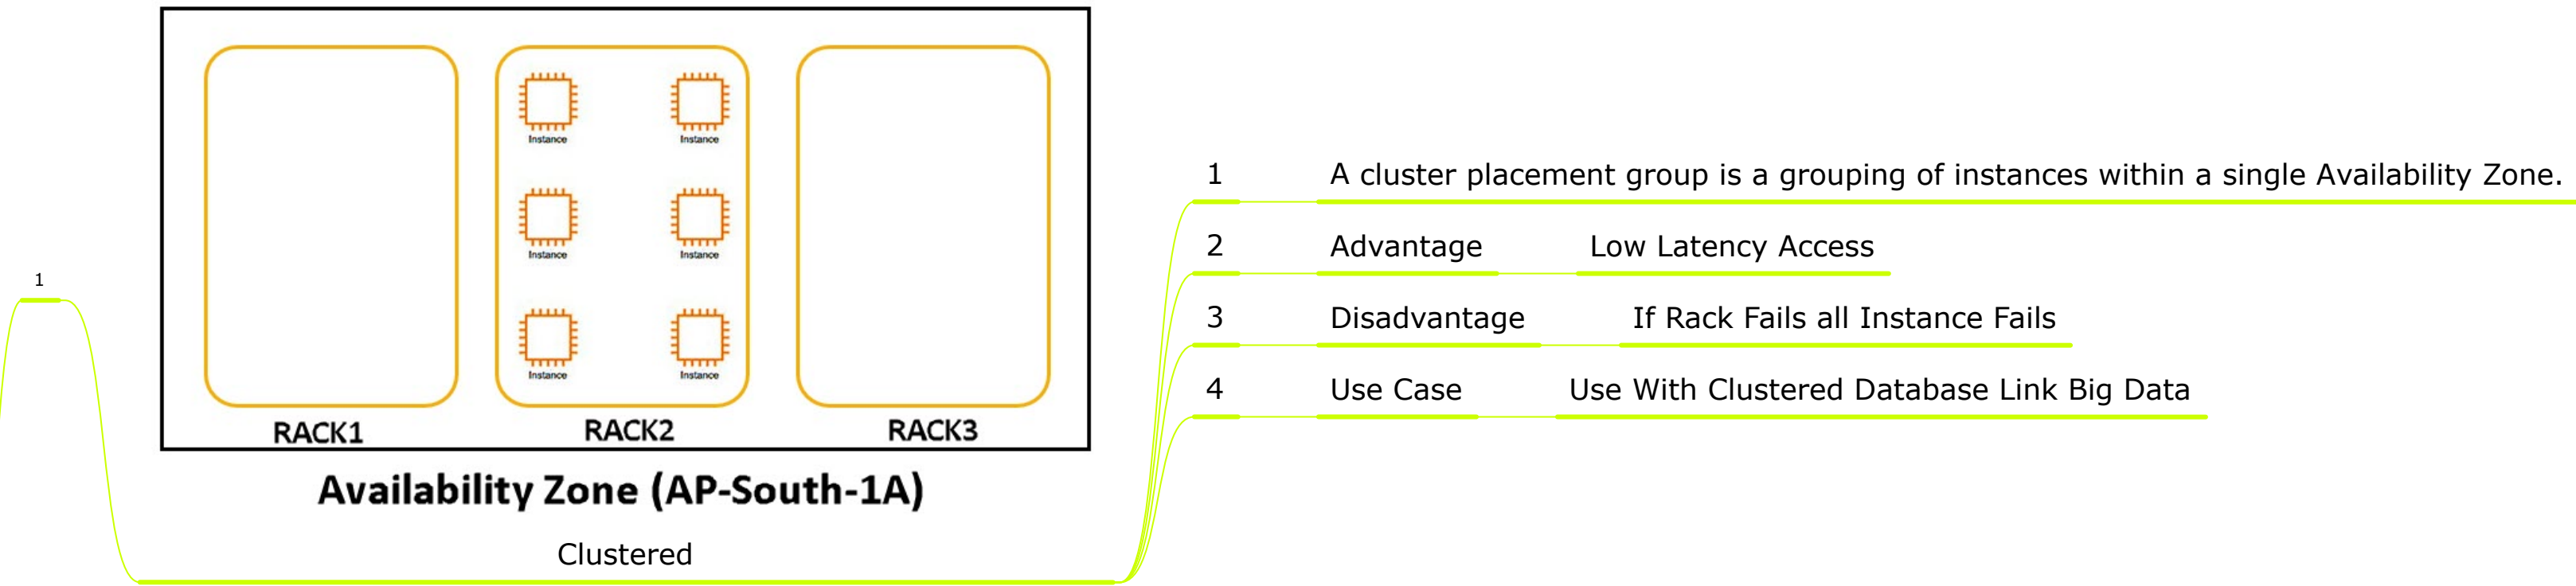 1
Instance Instance
Instance Instance
Instance Instance
RACK1 RACK2 RACK3
Availability Zone (AP-South-1A)
Clustered
1 A cluster placement group is a grouping of instances within a single Availability Zone.
2 Advantage Low Latency Access
3 Disadvantage If Rack Fails all Instance Fails
4 Use Case Use With Clustered Database Link Big Data